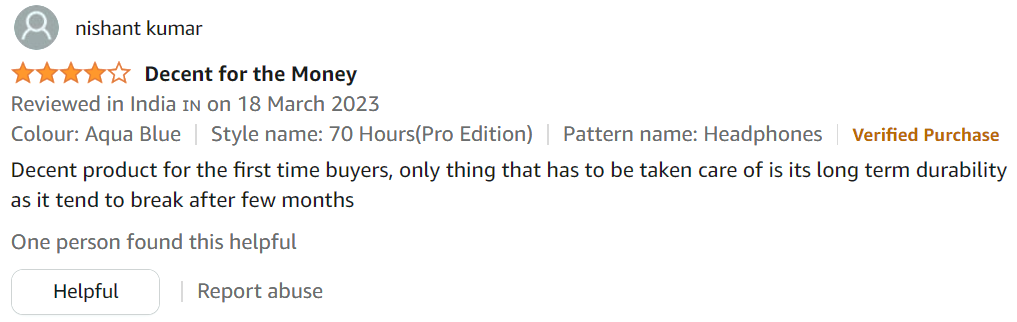 nishant kumar
Decent for the Money
Reviewed in India IN on 18 March 2023
Colour: Aqua Blue | Style name: 70 Hours(Pro Edition) | Pattern name: Headphones | Verified Purchase
Decent product for the first time buyers, only thing that has to be taken care of is its long term durability
as it tend to break after few months
One person found this helpful
Helpful | Report abuse